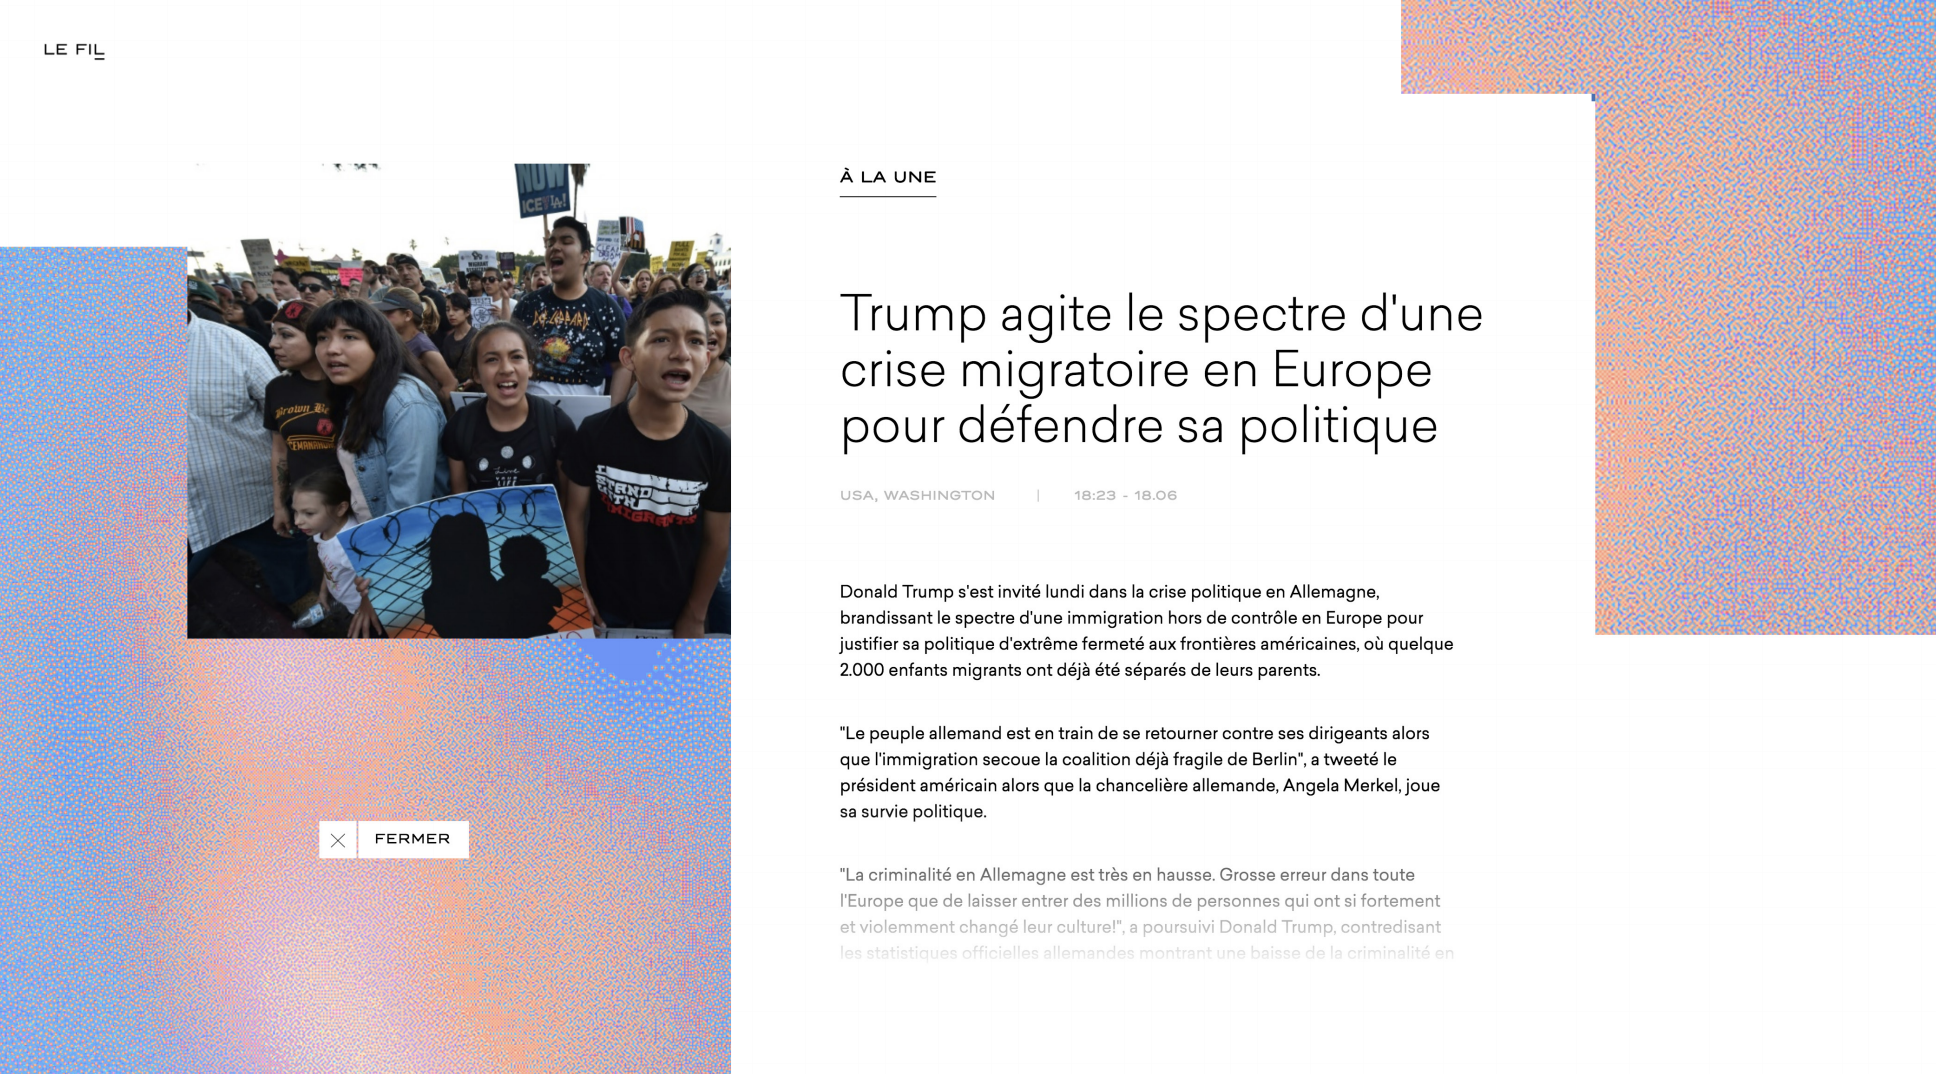 LE FIL
À LA UNE
NOW
Trump agite le spectre d'une
crise migratoire en Europe
pour défendre sa politique
USA, WASHINGTON | 18:23 - 18.06
Donald Trump s'est invité lundi dans la crise politique en Allemagne,
brandissant le spectre d'une immigration hors de contrôle en Europe pour
justifier sa politique d'extrême fermeté aux frontières américaines, où quelque
2.000 enfants migrants ont déjà été séparés de leurs parents.
"Le peuple allemand est en train de se retourner contre ses dirigeants alors
que l'immigration secoue la coalition déjà fragile de Berlin", a tweeté le
président américain alors que la chancelière allemande, Angela Merkel, joue
sa survie politique.
"La criminalité en Allemagne est très en hausse. Grosse erreur dans toute
l'Europe que de laisser entrer des millions de personnes qui ont si fortement
et violemment changé leur culture!", a poursuivi Donald Trump, contredisant
les statistiques officielles allemandes montrant une baisse de la criminalité en
FERMER